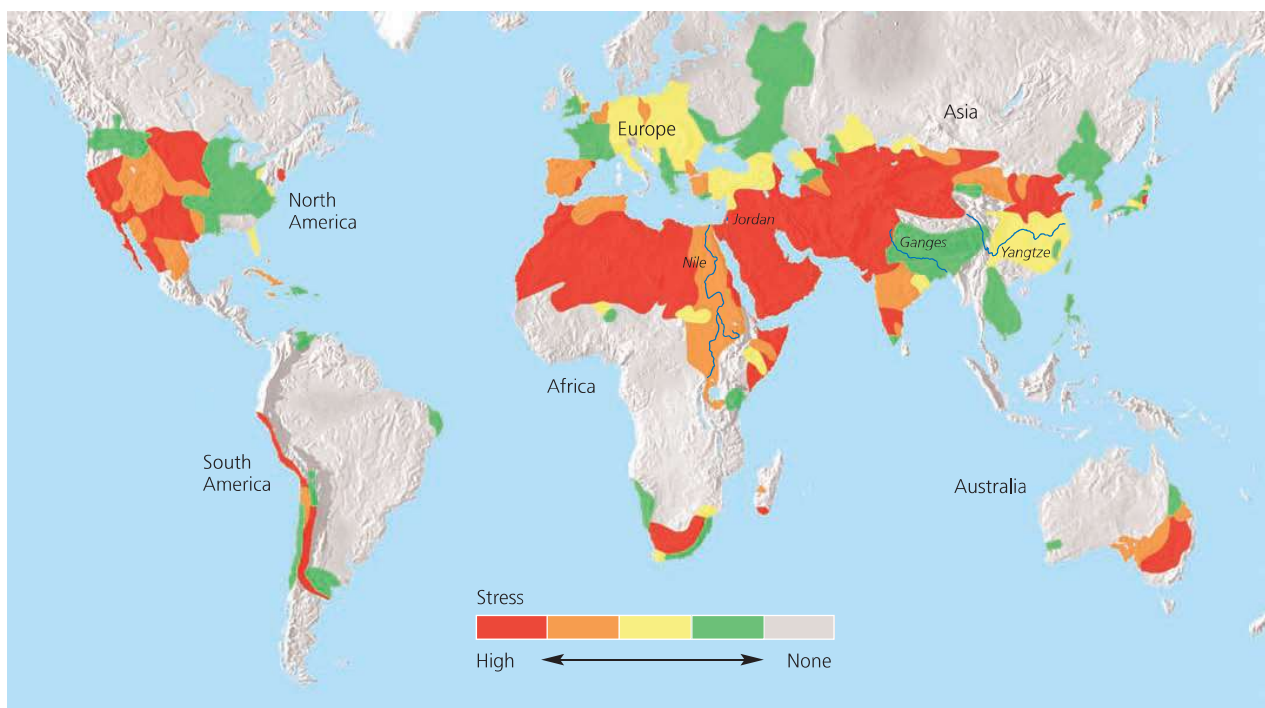 Asia
Europe
North
America
Jordan
Ganges
Nile
Yangtze
Africa
South
America
Australia
Stress
High
None